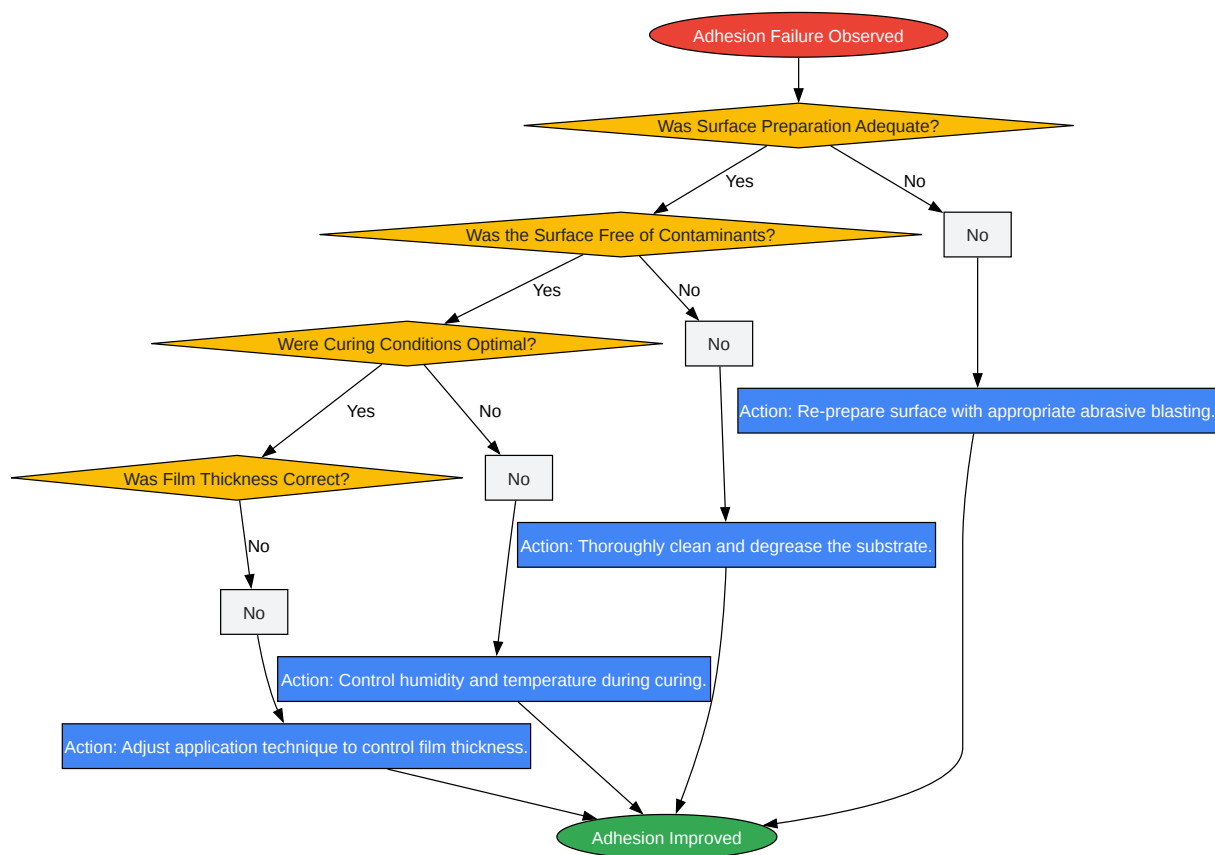 Adhesion Failure Observed
Was Surface Preparation Adequate?
Yes
No
Was the Surface Free of Contaminants?
No
Yes
No
Were Curing Conditions Optimal?
No
Yes
No
Action: Re-prepare surface with appropriate abrasive blasting.
Was Film Thickness Correct?
No
No
Action: Thoroughly clean and degrease the substrate.
No
Action: Control humidity and temperature during curing.
Action: Adjust application technique to control film thickness.
Adhesion Improved